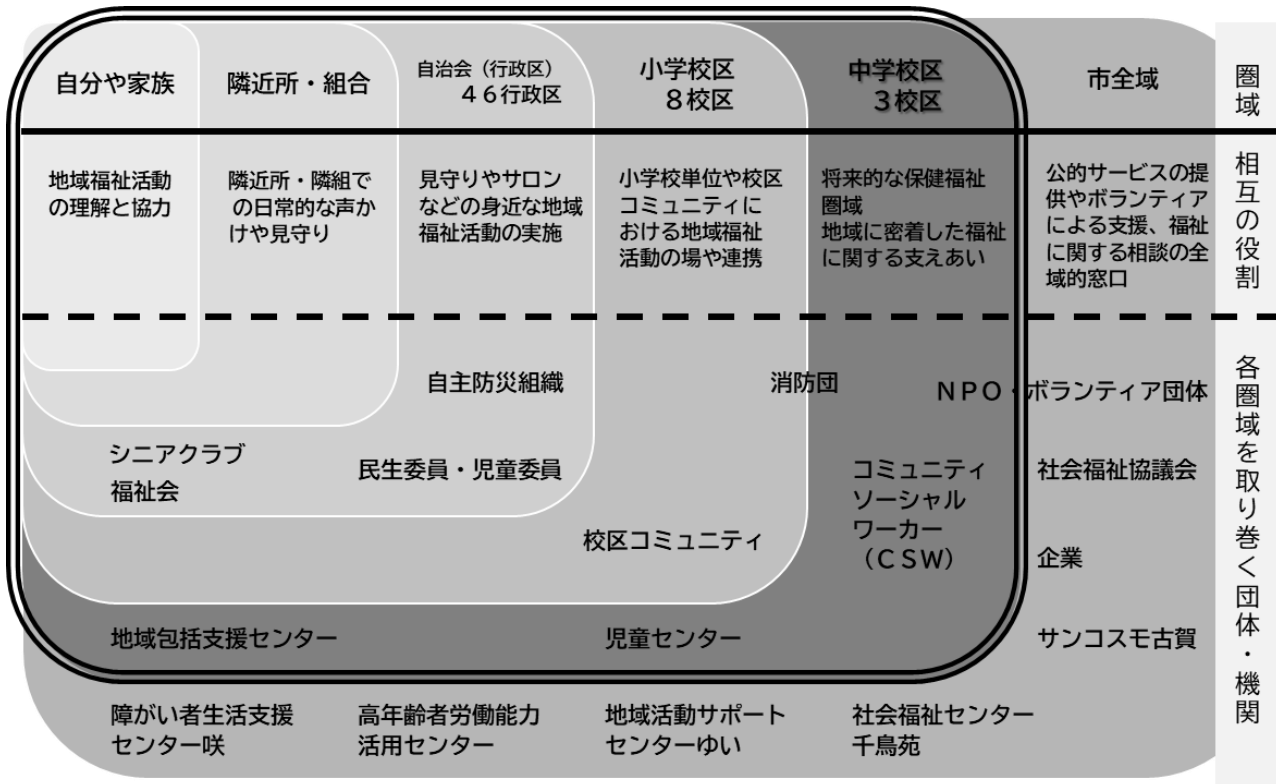 自分や家族
隣近所・組合
自治会（行政区）
４６行政区
小学校区
８校区
中学校区
３校区
市全域
圏域
地域福祉活動
の理解と協力
隣近所・隣組で
の日常的な声か
けや見守り
見守りやサロン
などの身近な地域
福祉活動の実施
小学校単位や校区
コミュニティに
おける地域福祉
活動の場や連携
将来的な保健福祉
圏域
地域に密着した福祉
に関する支えあい
公的サービスの提
供やボランティア
による支援、福祉
に関する相談の全
域的窓口
相互の役割
自主防災組織
消防団
ＮＰＯ・ボランティア団体
シニアクラブ
福祉会
民生委員・児童委員
コミュニティ
ソーシャル
ワーカー
（ＣＳＷ）
社会福祉協議会
校区コミュニティ
企業
地域包括支援センター
児童センター
サンコスモ古賀
障がい者生活支援
センター咲
高年齢者労働能力
活用センター
地域活動サポート
センターゆい
社会福祉センター
千鳥苑
各圏域を取り巻く団体・機関